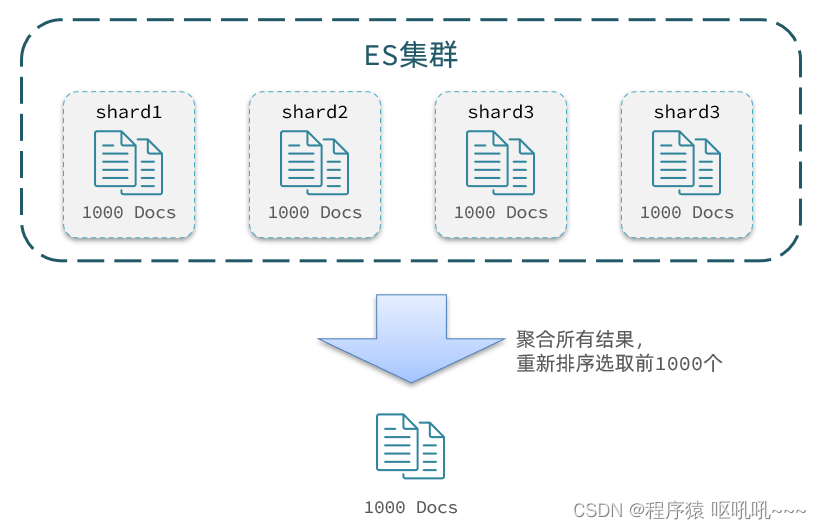 ES集群
shard1
shard2
shard3
shard3
1000 Docs
1000 Docs
1000 Docs
1000 Docs
聚合所有结果,
重新排序选取前1000个
1000 Docs
CSDN @程序猿 呕吼吼~~~